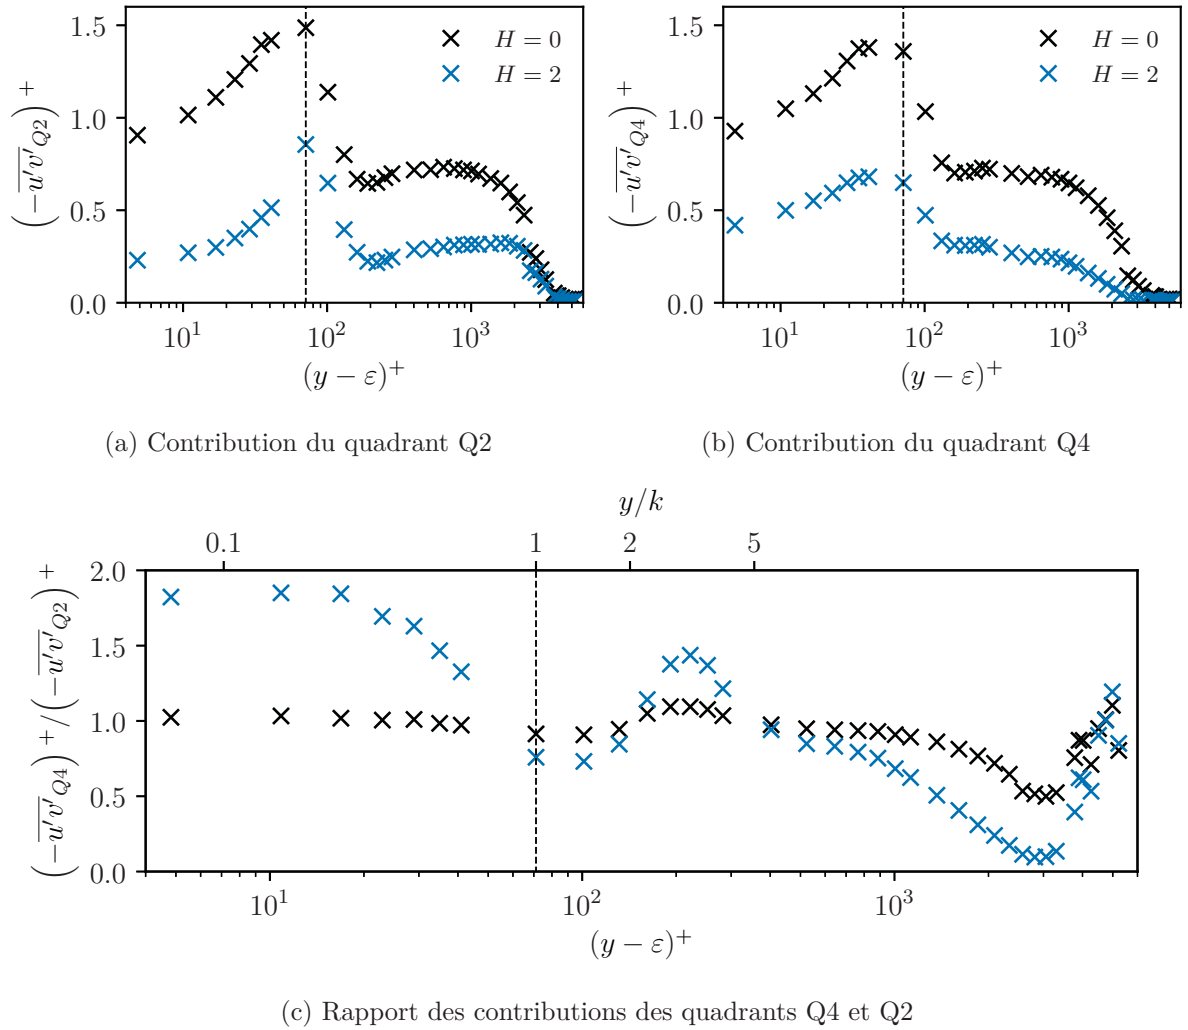 (−u′v′Q2)⁺
1.5
1.0
0.5
0.0
H = 0
H = 2
10¹ 10² 10³
(y − ε)⁺
(a) Contribution du quadrant Q2
(−u′v′Q4)⁺
1.5
1.0
0.5
0.0
H = 0
H = 2
10¹ 10² 10³
(y − ε)⁺
(b) Contribution du quadrant Q4
y/k
0.1 1 2 5
(−u′v′Q4)⁺/(−u′v′Q2)⁺
2.0
1.5
1.0
0.5
0.0
10¹ 10² 10³
(y − ε)⁺
(c) Rapport des contributions des quadrants Q4 et Q2